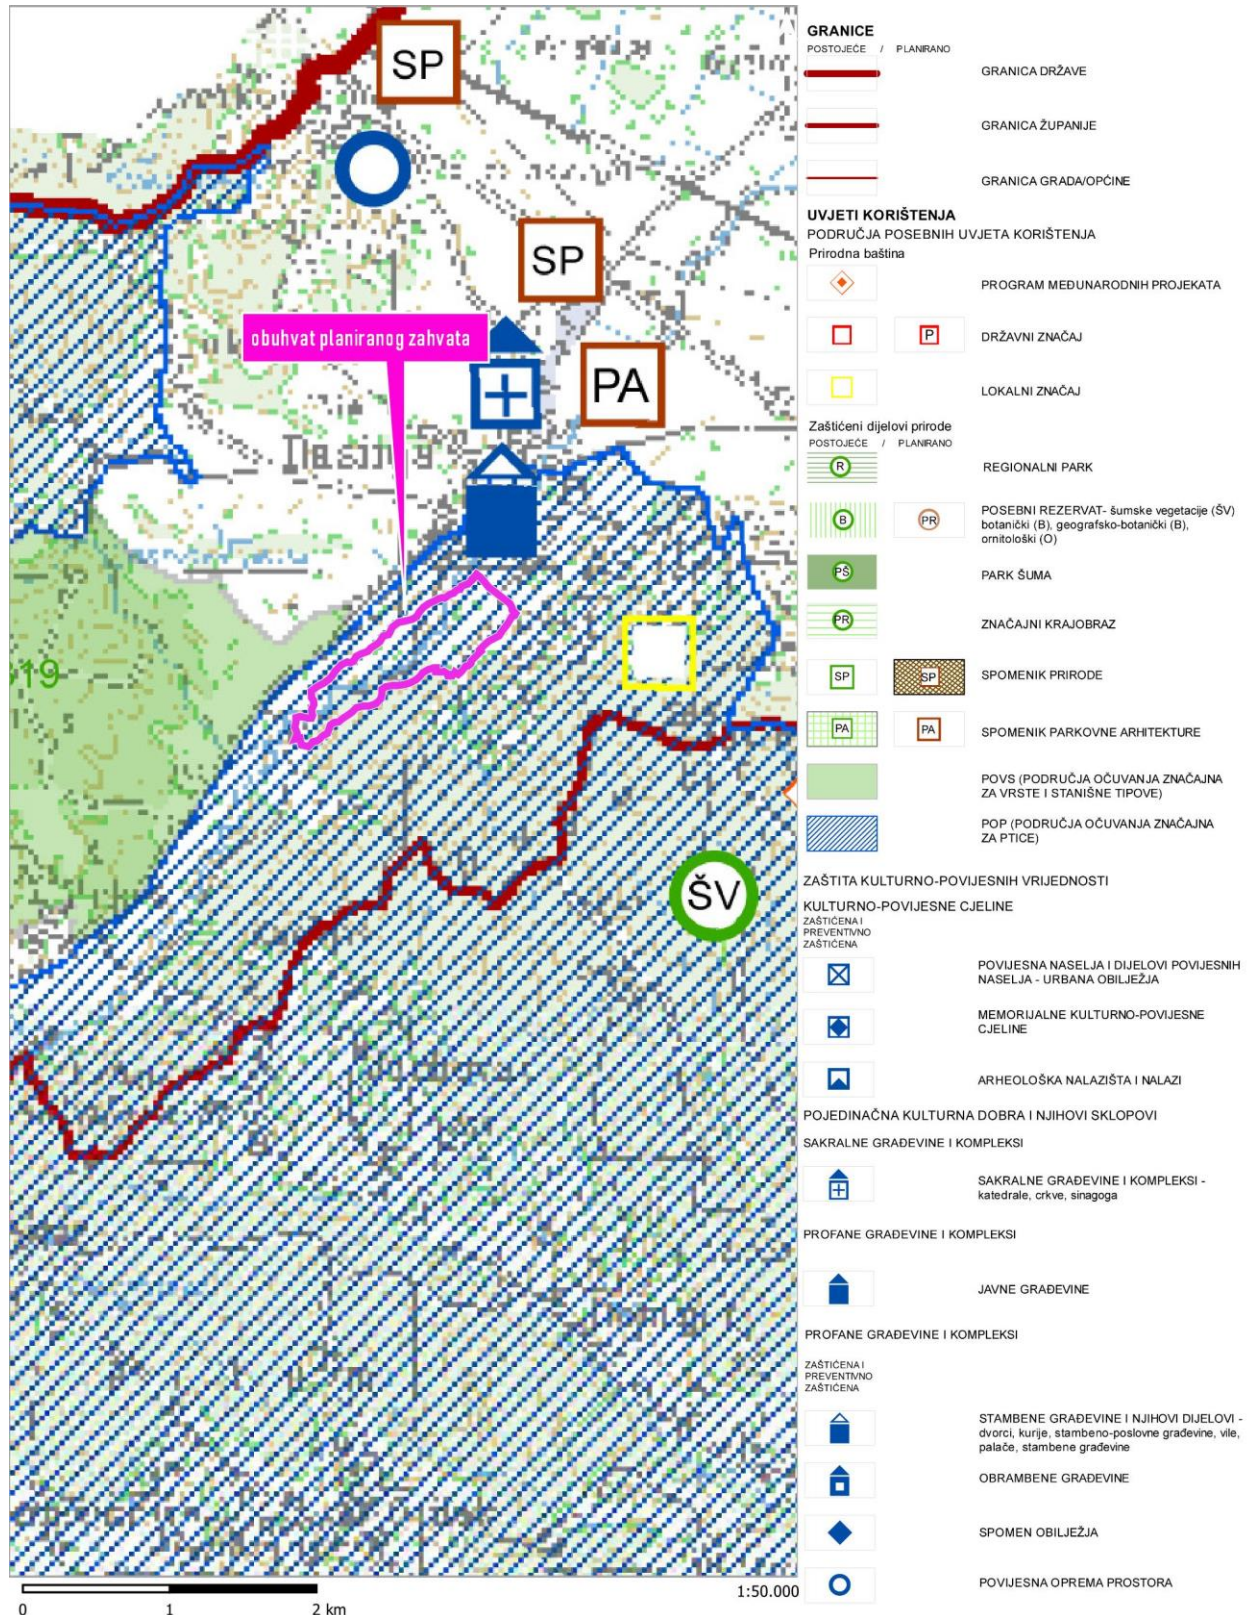 SP
SP
obuhvat planiranog zahvata
PA
19
ŠV
0 1 2 km
1:50.000
GRANICE
POSTOJEĆE / PLANIRANO
GRANICA DRŽAVE
GRANICA ŽUPANIJE
GRANICA GRADA/OPĆINE
UVJETI KORIŠTENJA
PODRUČJA POSEBNIH UVJETA KORIŠTENJA
Prirodna baština
PROGRAM MEĐUNARODNIH PROJEKATA
P DRŽAVNI ZNAČAJ
LOKALNI ZNAČAJ
Zaštićeni dijelovi prirode
POSTOJEĆE / PLANIRANO
R REGIONALNI PARK
B PR POSEBNI REZERVAT- šumske vegetacije (ŠV)
botanički (B), geografsko-botanički (B),
ornitološki (O)
PŠ PARK ŠUMA
PR ZNAČAJNI KRAJOBRAZ
SP SP SPOMENIK PRIRODE
PA PA SPOMENIK PARKOVNE ARHITEKTURE
POVS (PODRUČJA OČUVANJA ZNAČAJNA
ZA VRSTE I STANIŠNE TIPOVE)
POP (PODRUČJA OČUVANJA ZNAČAJNA
ZA PTICE)
ZAŠTITA KULTURNO-POVIJESNIH VRIJEDNOSTI
KULTURNO-POVIJESNE CJELINE
ZAŠTIĆENA I
PREVENTIVNO
ZAŠTIĆENA
POVIJESNA NASELJA I DIJELOVI POVIJESNIH
NASELJA - URBANA OBILJEŽJA
MEMORIJALNE KULTURNO-POVIJESNE
CJELINE
ARHEOLOŠKA NALAZIŠTA I NALAZI
POJEDINAČNA KULTURNA DOBRA I NJIHOVI SKLOPOVI
SAKRALNE GRAĐEVINE I KOMPLEKSI
SAKRALNE GRAĐEVINE I KOMPLEKSI -
katedrale, crkve, sinagoga
PROFANE GRAĐEVINE I KOMPLEKSI
JAVNE GRAĐEVINE
PROFANE GRAĐEVINE I KOMPLEKSI
ZAŠTIĆENA I
PREVENTIVNO
ZAŠTIĆENA
STAMBENE GRAĐEVINE I NJIHOVI DIJELOVI -
dvorci, kurije, stambeno-poslovne građevine, vile,
palače, stambene građevine
OBRAMBENE GRAĐEVINE
SPOMEN OBILJEŽJA
POVIJESNA OPREMA PROSTORA